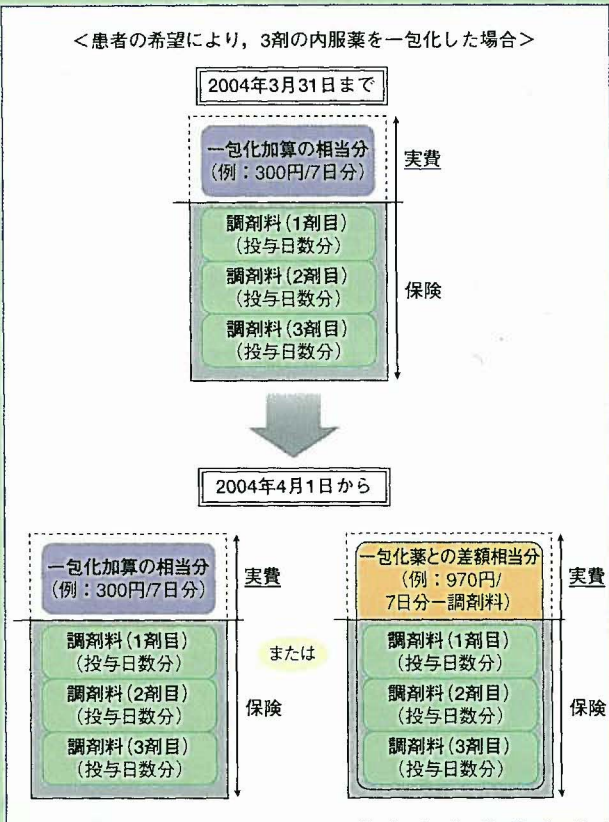 ＜患者の希望により，3剤の内服薬を一包化した場合＞
2004年3月31日まで
一包化加算の相当分
（例：300円/7日分）
実費
調剤料（1剤目）
（投与日数分）
調剤料（2剤目）
（投与日数分）
調剤料（3剤目）
（投与日数分）
保険
2004年4月1日から
一包化加算の相当分
（例：300円/7日分）
実費
調剤料（1剤目）
（投与日数分）
調剤料（2剤目）
（投与日数分）
調剤料（3剤目）
（投与日数分）
保険
または
一包化薬との差額相当分
（例：970円/
7日分－調剤料）
実費
調剤料（1剤目）
（投与日数分）
調剤料（2剤目）
（投与日数分）
調剤料（3剤目）
（投与日数分）
保険